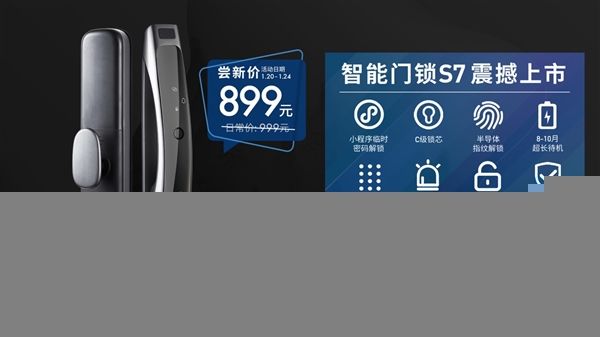 尝新价 活动日期
1.20 - 1.24
899元
日常价: 999元
智能门锁S7 震撼上市
小程序临时
密码解锁
C级锁芯
半导体
指纹解锁
8-10月
超长待机